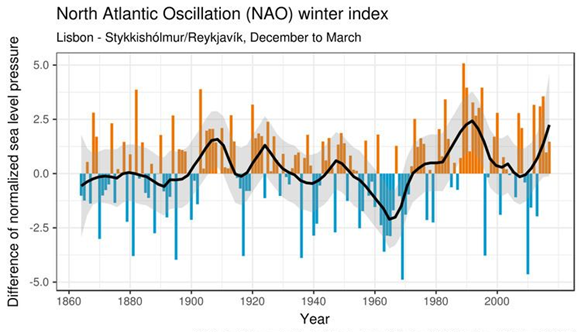 North Atlantic Oscillation (NAO) winter index
Lisbon - Stykkishólmur/Reykjavík, December to March
Difference of normalized sea level pressure
5.0
2.5
0.0
-2.5
-5.0
1860 1880 1900 1920 1940 1960 1980 2000
Year